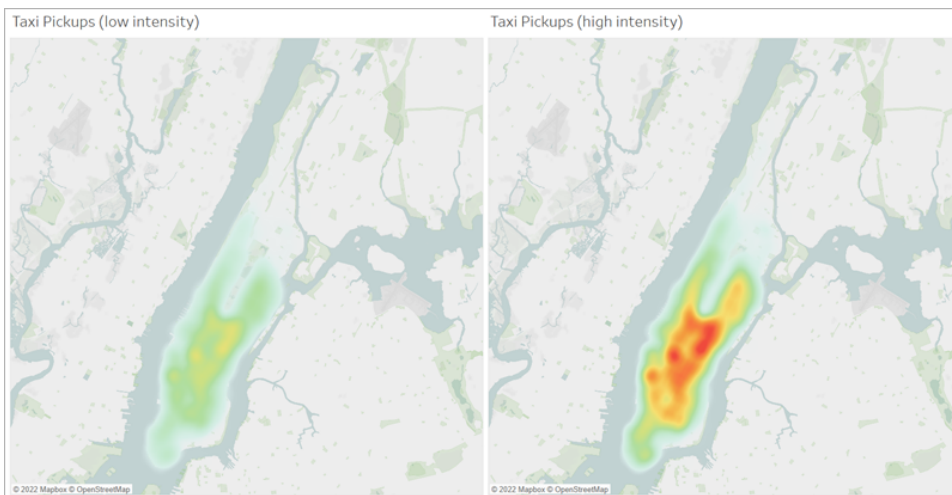 Taxi Pickups (low intensity)
Taxi Pickups (high intensity)
© 2022 Mapbox © OpenStreetMap
© 2022 Mapbox © OpenStreetMap